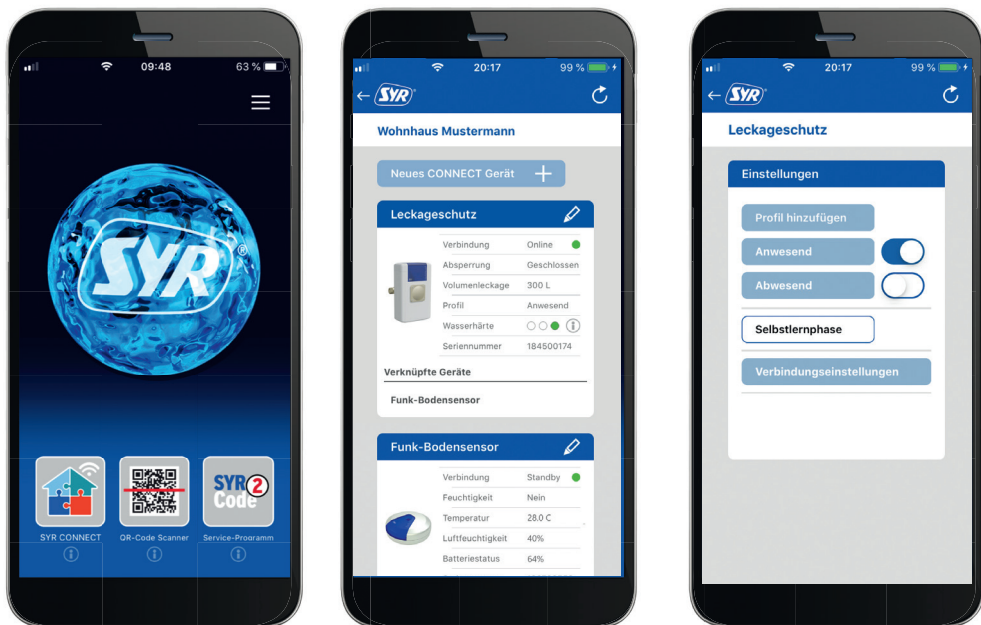 09:48
63 %
SYR
®
SYR CONNECT
QR-Code Scanner
SYR 2
Code
Service-Programm
20:17
99 %
SYR®
Wohnhaus Mustermann
Neues CONNECT Gerät
Leckageschutz
Verbindung Online
Absperrung Geschlossen
Volumenleckage 300 L
Profil Anwesend
Wasserhärte
Seriennummer 184500174
Verknüpfte Geräte
Funk-Bodensensor
Funk-Bodensensor
Verbindung Standby
Feuchtigkeit Nein
Temperatur 28.0 C
Luftfeuchtigkeit 40%
Batteriestatus 64%
20:17
99 %
SYR®
Leckageschutz
Einstellungen
Profil hinzufügen
Anwesend
Abwesend
Selbstlernphase
Verbindungseinstellungen